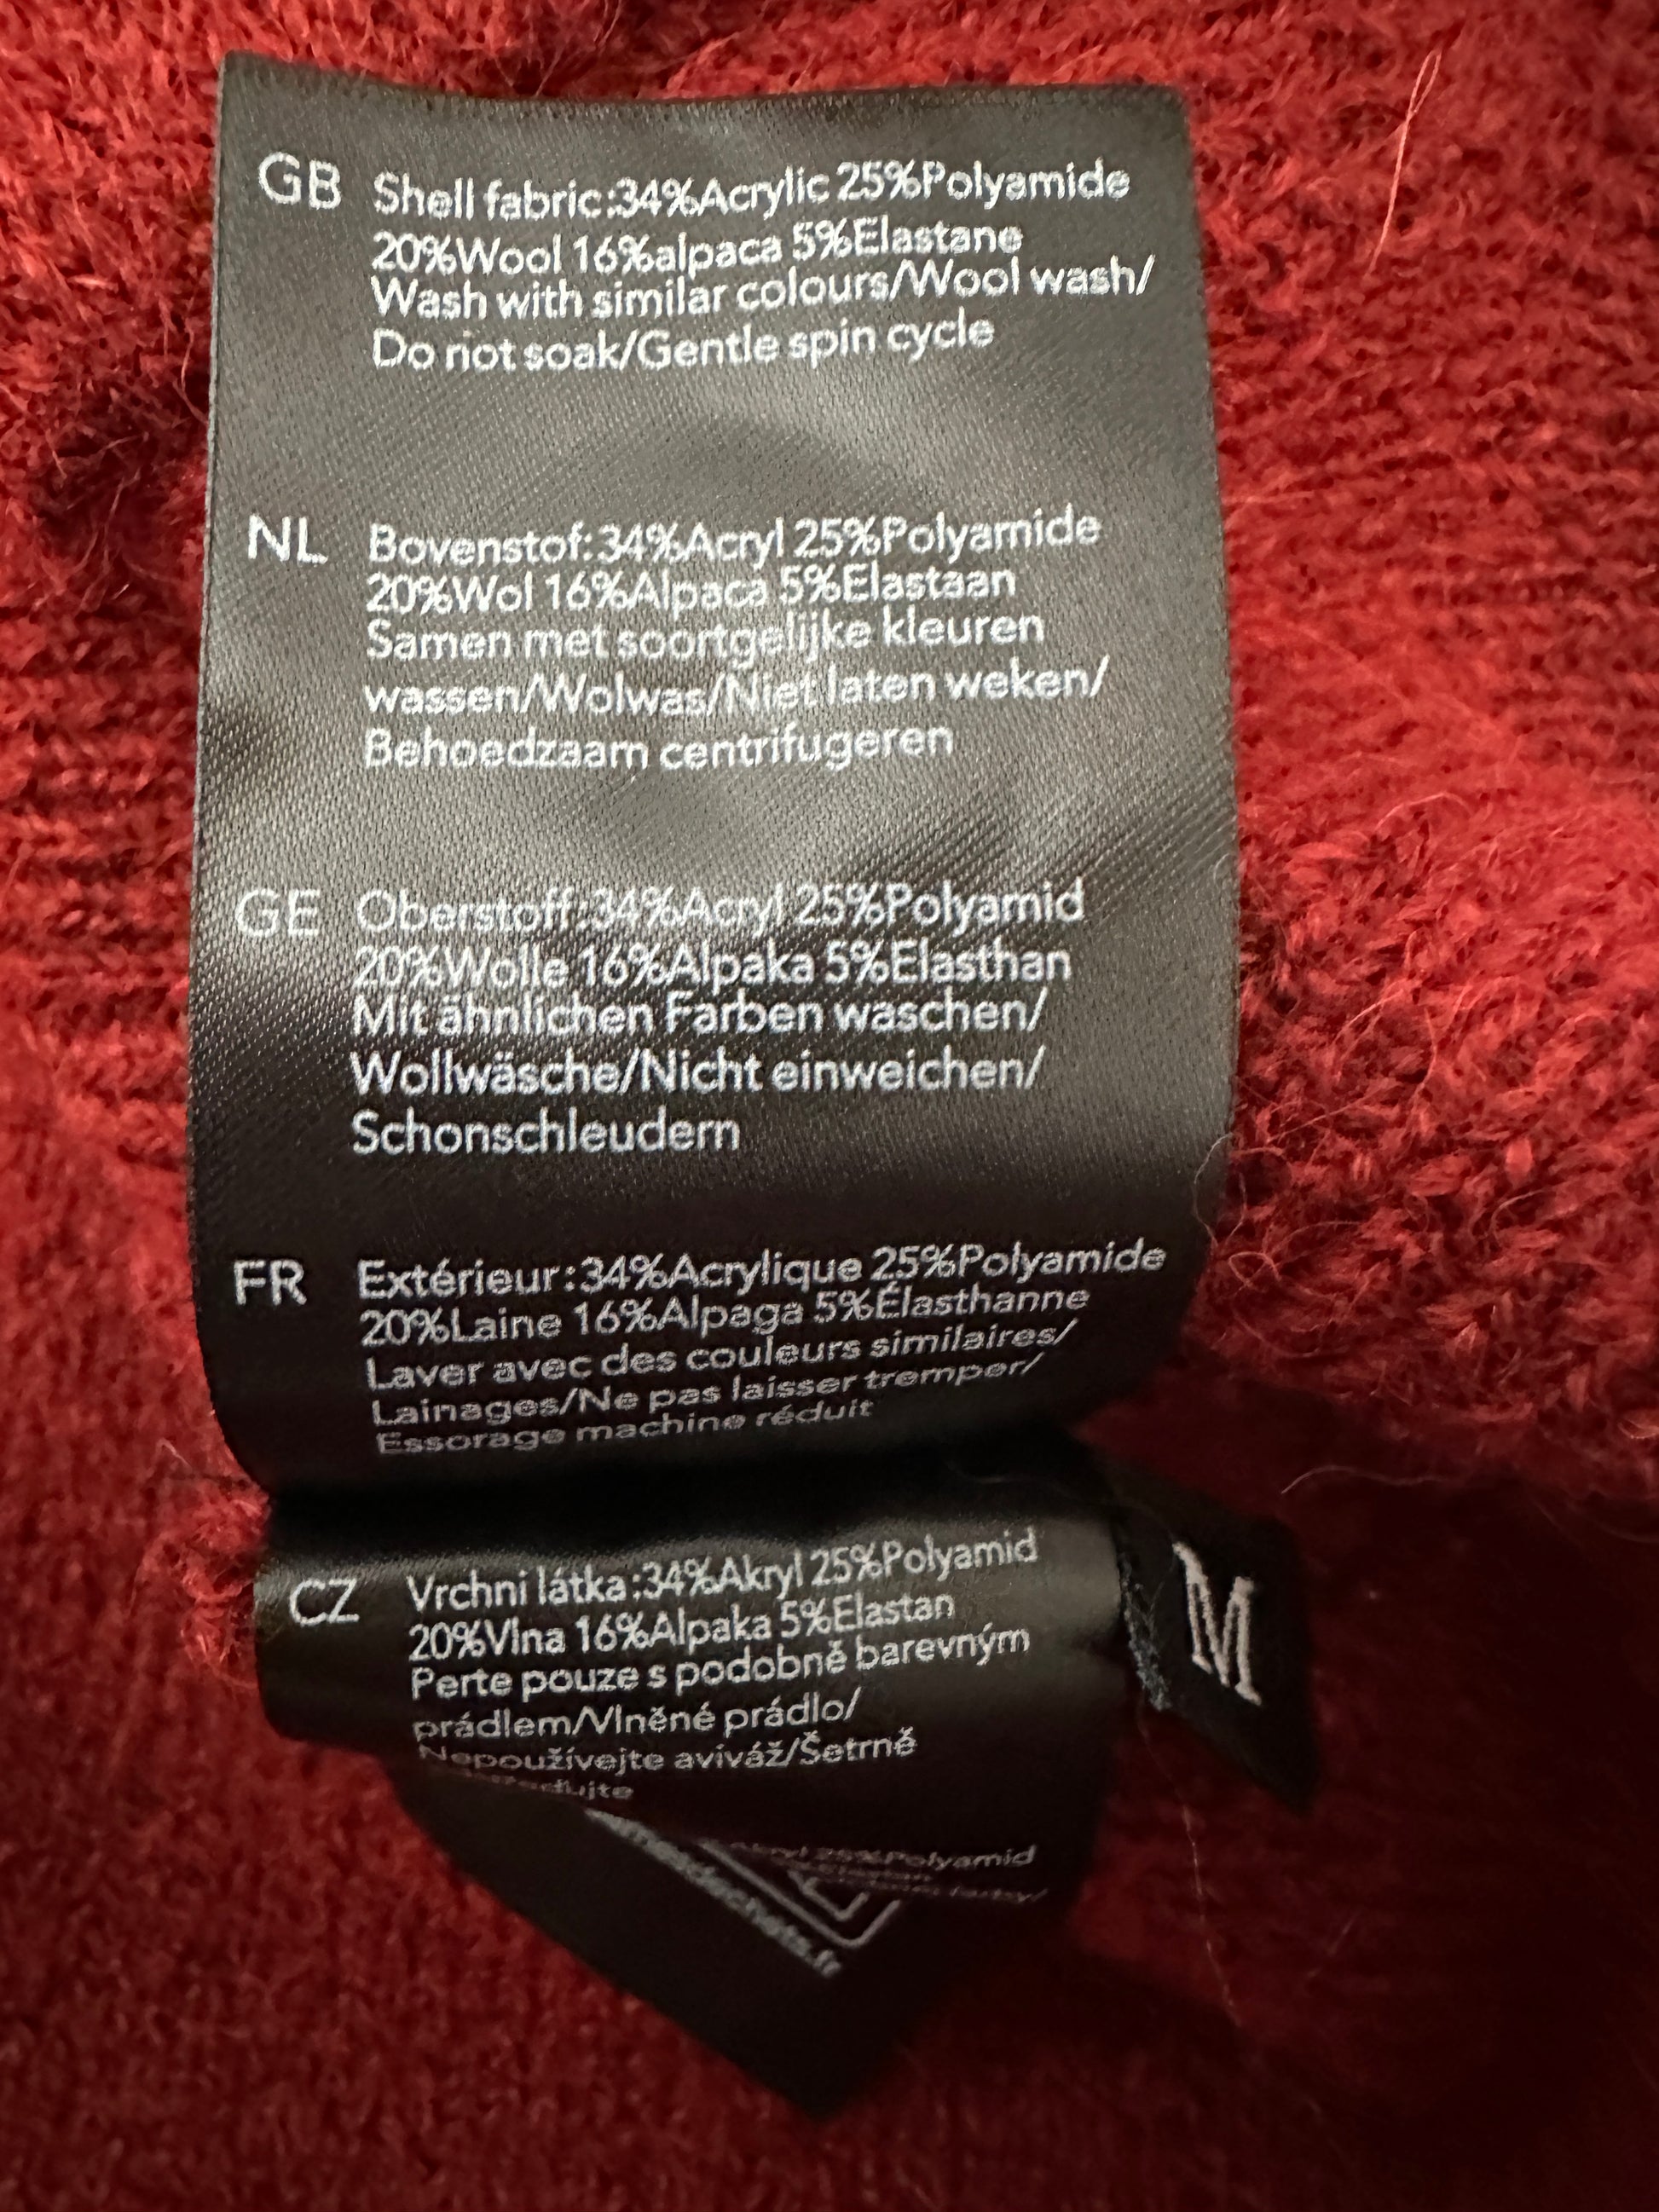 GB Shell fabric:34%Acrylic 25%Polyamide
20%Wool 16%alpaca 5%Elastane
Wash with similar colours/Wool wash/
Do not soak/Gentle spin cycle
NL Bovenstof:34%Acryl 25%Polyamide
20%Wol 16%Alpaca 5%Elastaan
Samen met soortgelijke kleuren
wassen/Wolwas/Niet laten weken/
Behoedzaam centrifugeren
GE Oberstoff:34%Acryl 25%Polyamid
20%Wolle 16%Alpaka 5%Elasthan
Mit ähnlichen Farben waschen/
Wollwäsche/Nicht einweichen/
Schonschleudern
FR Extérieur:34%Acrylique 25%Polyamide
20%Laine 16%Alpaga 5%Élasthanne
Laver avec des couleurs similaires/
Lainages/Ne pas laisser tremper/
Essorage machine réduit
CZ Vrchni látka:34%Akryl 25%Polyamid
20%Vlna 16%Alpaka 5%Elastan
Perte pouze s podobně barevným
prádlem/Vlněné prádlo/
Nepoužívejte aviváž/Šetrně
25%Polyamid
M